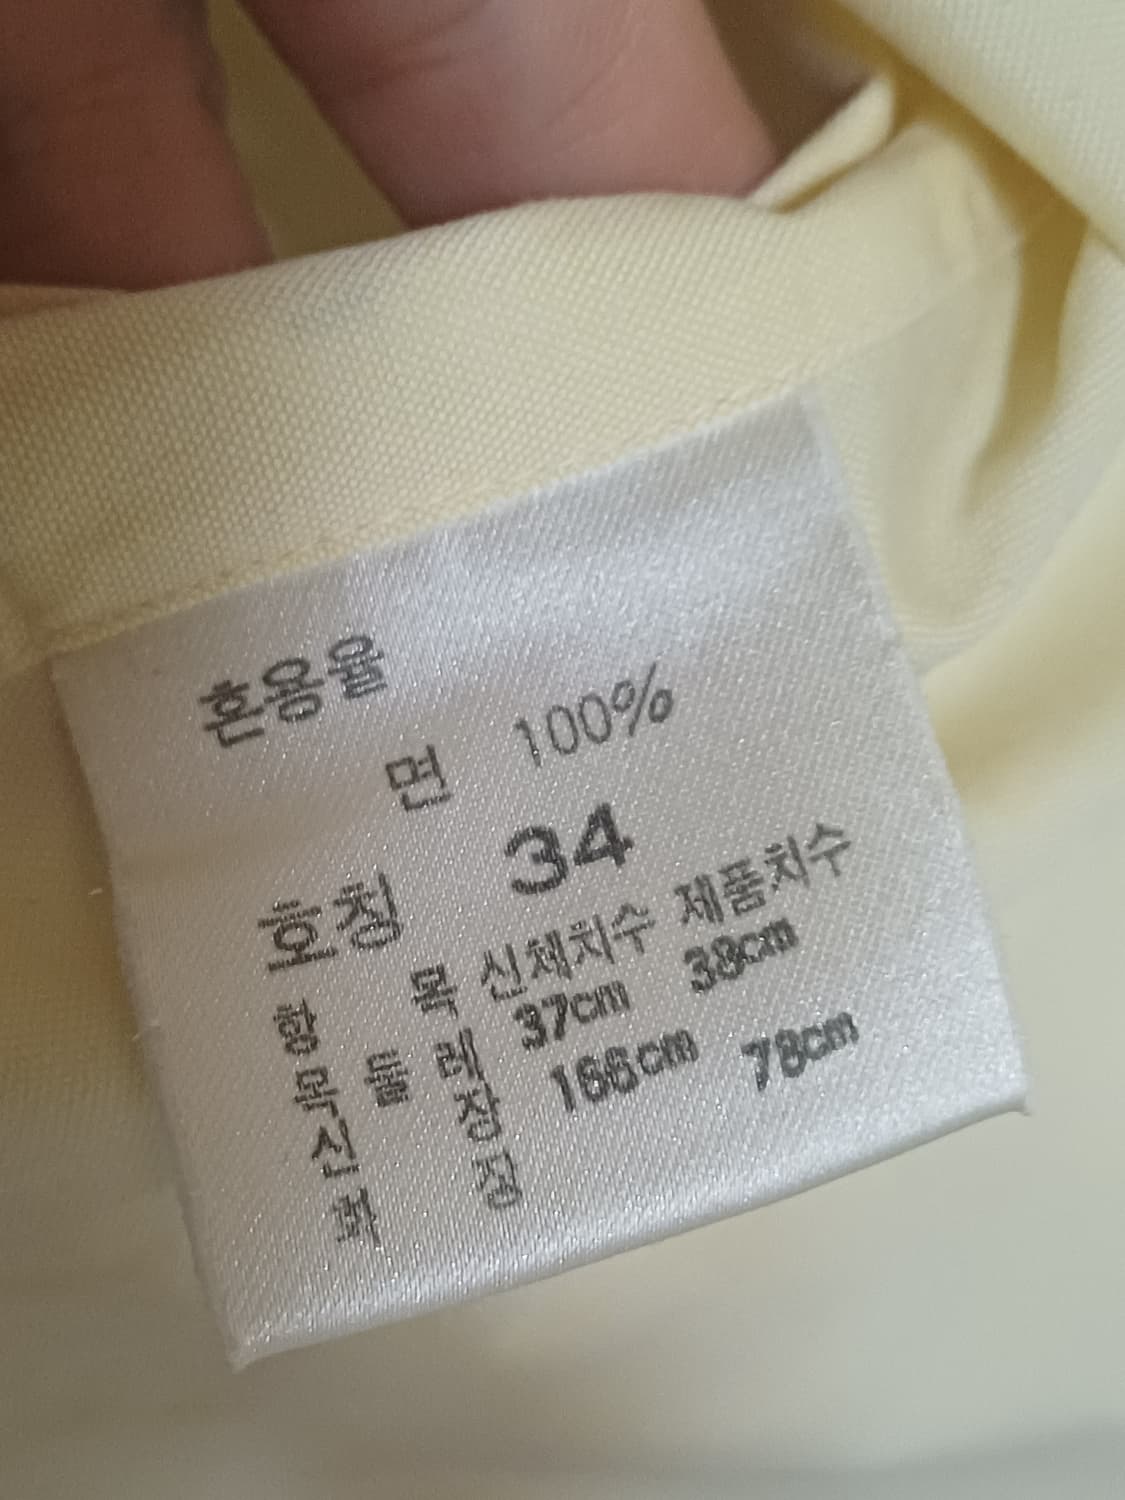 혼용율
면 100%
호칭 34
항목 신체치수 제품치수
목둘레 37cm 38cm
신장 166cm
화장 78cm